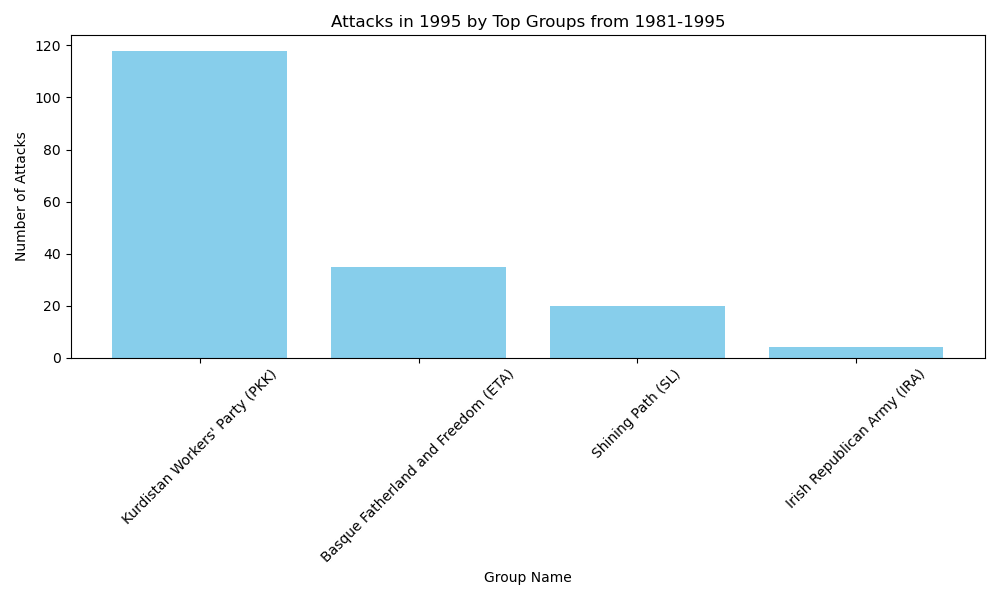 Attacks in 1995 by Top Groups from 1981-1995
Number of Attacks
120
100
80
60
40
20
0
Kurdistan Workers' Party (PKK)
Basque Fatherland and Freedom (ETA)
Shining Path (SL)
Irish Republican Army (IRA)
Group Name